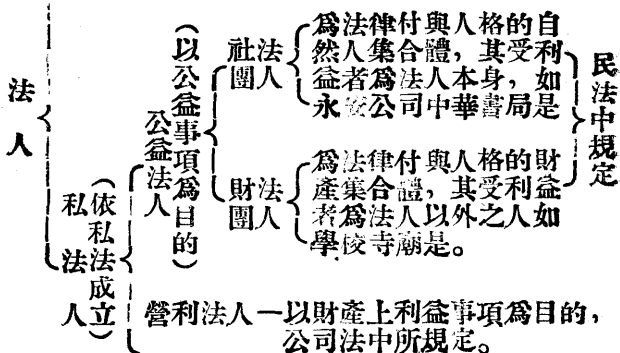 法人
私法人
(依私法成立)
公益法人
(以公益事項爲目的)
社團法人
爲法律付與人格的自
然人集合體,其受利
益者爲法人本身,如
永安公司中華書局是
財團法人
爲法律付與人格的財
產集合體,其受利益
者爲法人以外之人如
學校寺廟是。
民法中規定
營利法人—以財產上利益事項爲目的,
公司法中所規定。